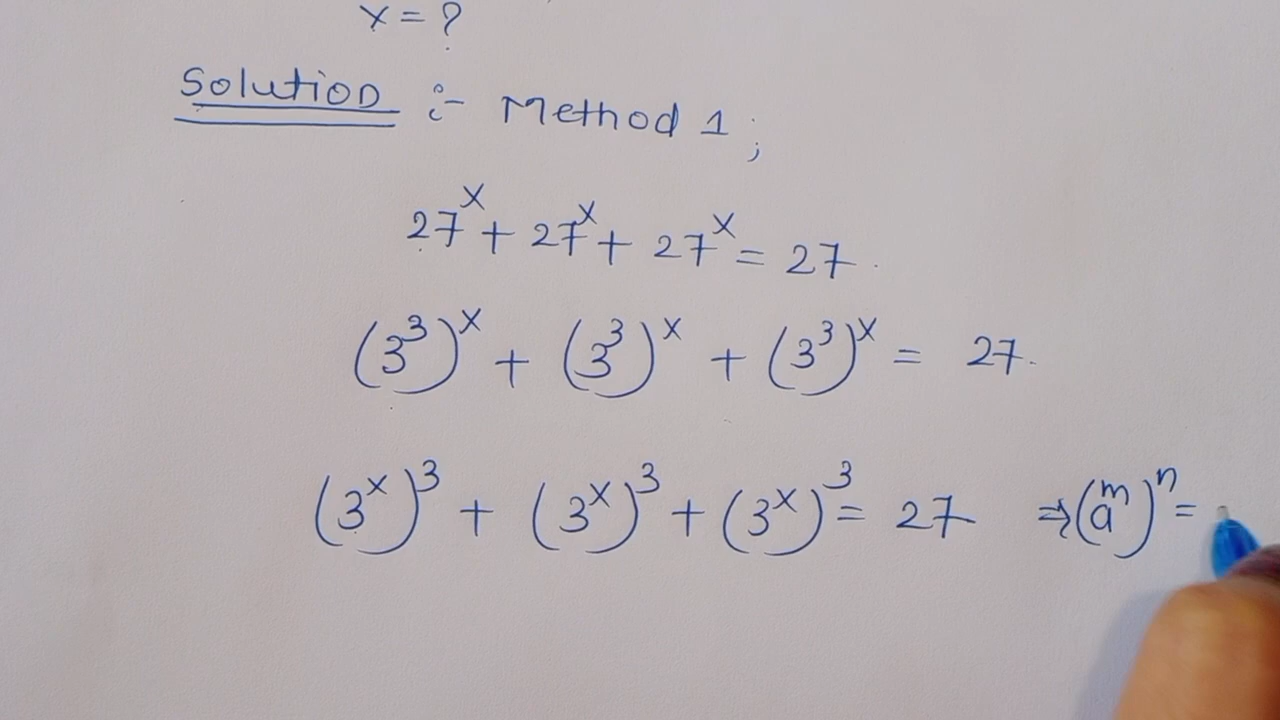 x = ?
Solution :- Method 1;
27^x + 27^x + 27^x = 27.
(3^3)^x + (3^3)^x + (3^3)^x = 27.
(3^x)^3 + (3^x)^3 + (3^x)^3 = 27 ⇒ (a^m)^n =